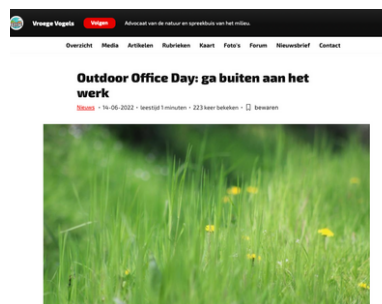 Vroege Vogels Volgen Advocaat van de natuur en spreekbuis van het milieu.
Overzicht Media Artikelen Rubrieken Kaart Foto's Forum Nieuwsbrief Contact
Outdoor Office Day: ga buiten aan het
werk
Nieuws • 14-06-2022 • leestijd 1 minuten • 223 keer bekeken • bewaren